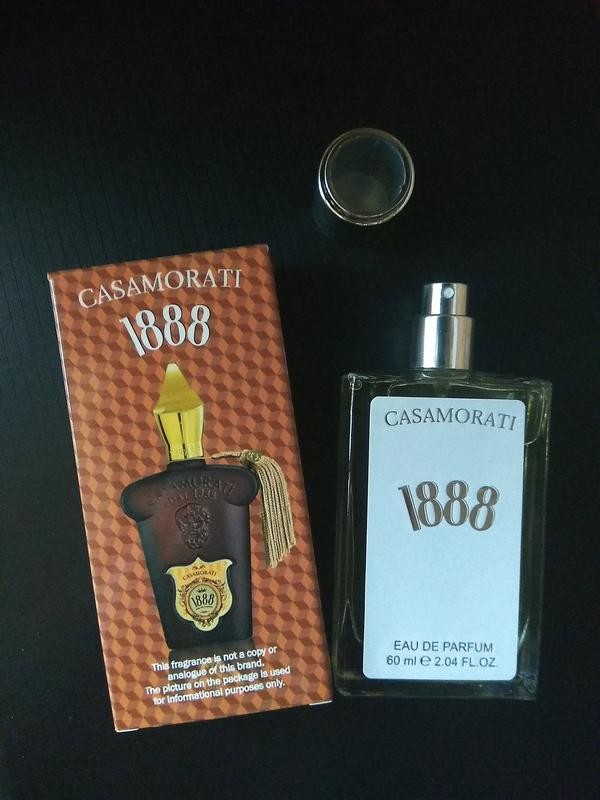 CASAMORATI
1888
CASAMORATI
DAL 1888
CASAMORATI
1888
This fragrance is not a copy or
analogue of this brand.
The picture on the package is used
for informational purposes only.
CASAMORATI
1888
EAU DE PARFUM
60 ml ℮ 2.04 FL.OZ.